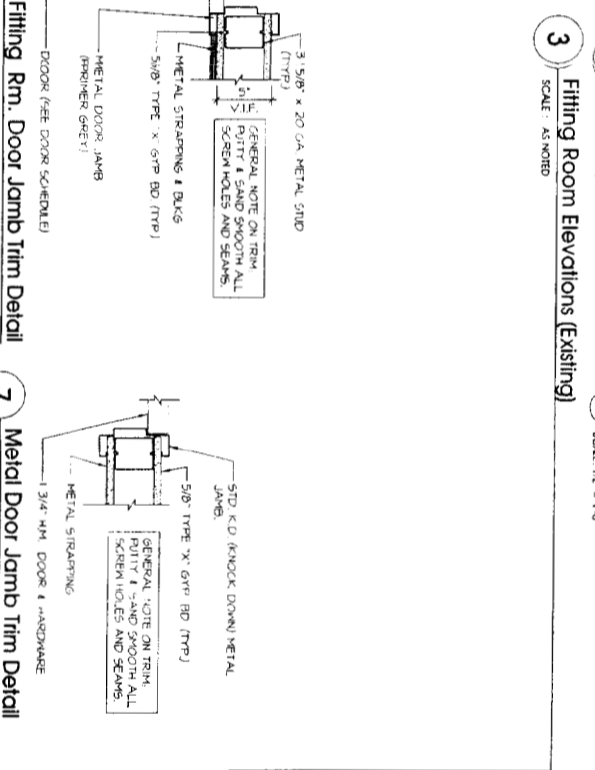 3 Fitting Room Elevations (Existing)
SCALE : AS NOTED
3 5/8" x 20 GA. METAL STUD
(TYP.)
GENERAL NOTE ON TRIM:
PUTTY & SAND SMOOTH ALL
SCREW HOLES AND SEAMS.
5/8" TYPE "X" GYP BD. (TYP.)
METAL STRAPPING & BLKG
METAL DOOR JAMB
(PRIMER GREY)
DOOR (SEE DOOR SCHEDULE)
Fitting Rm. Door Jamb Trim Detail
STD. K.D. (KNOCK DOWN) METAL
JAMB.
5/8" TYPE "X" GYP BD (TYP.)
GENERAL NOTE ON TRIM:
PUTTY & SAND SMOOTH ALL
SCREW HOLES AND SEAMS.
METAL STRAPPING
1 3/4" H.M. DOOR & HARDWARE
7 Metal Door Jamb Trim Detail